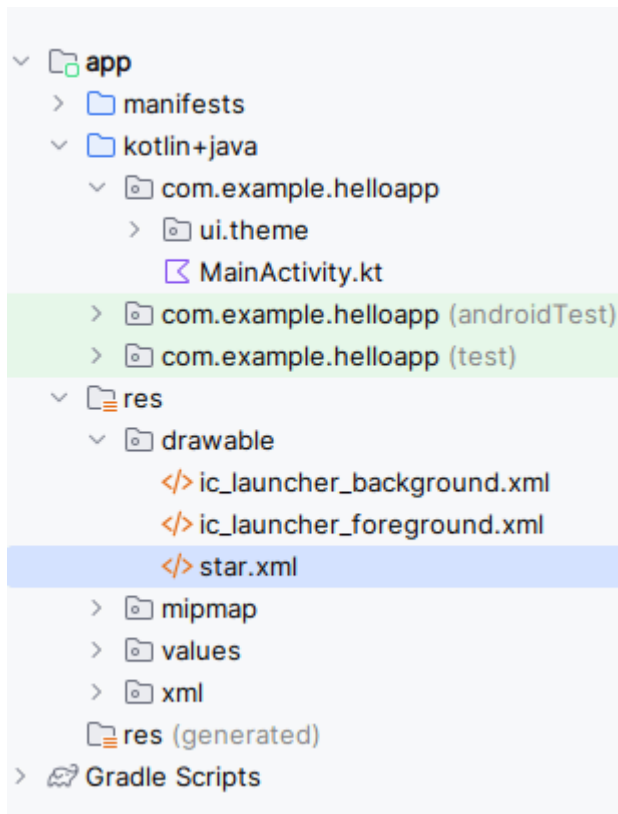 app
manifests
kotlin+java
com.example.helloapp
ui.theme
MainActivity.kt
com.example.helloapp (androidTest)
com.example.helloapp (test)
res
drawable
ic_launcher_background.xml
ic_launcher_foreground.xml
star.xml
mipmap
values
xml
res (generated)
Gradle Scripts